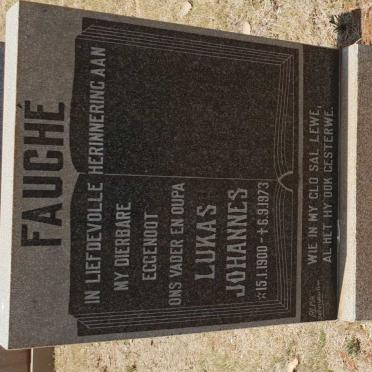 FAUCHÉ
IN LIEFDEVOLLE HERINNERING AAN
MY DIERBARE
EGGENOOT
ONS VADER EN OUPA
LUKAS
JOHANNES
☆15.1.1900 - ✝6.9.1973
WIE IN MY GLO SAL LEWE,
AL HET HY OOK GESTERWE.